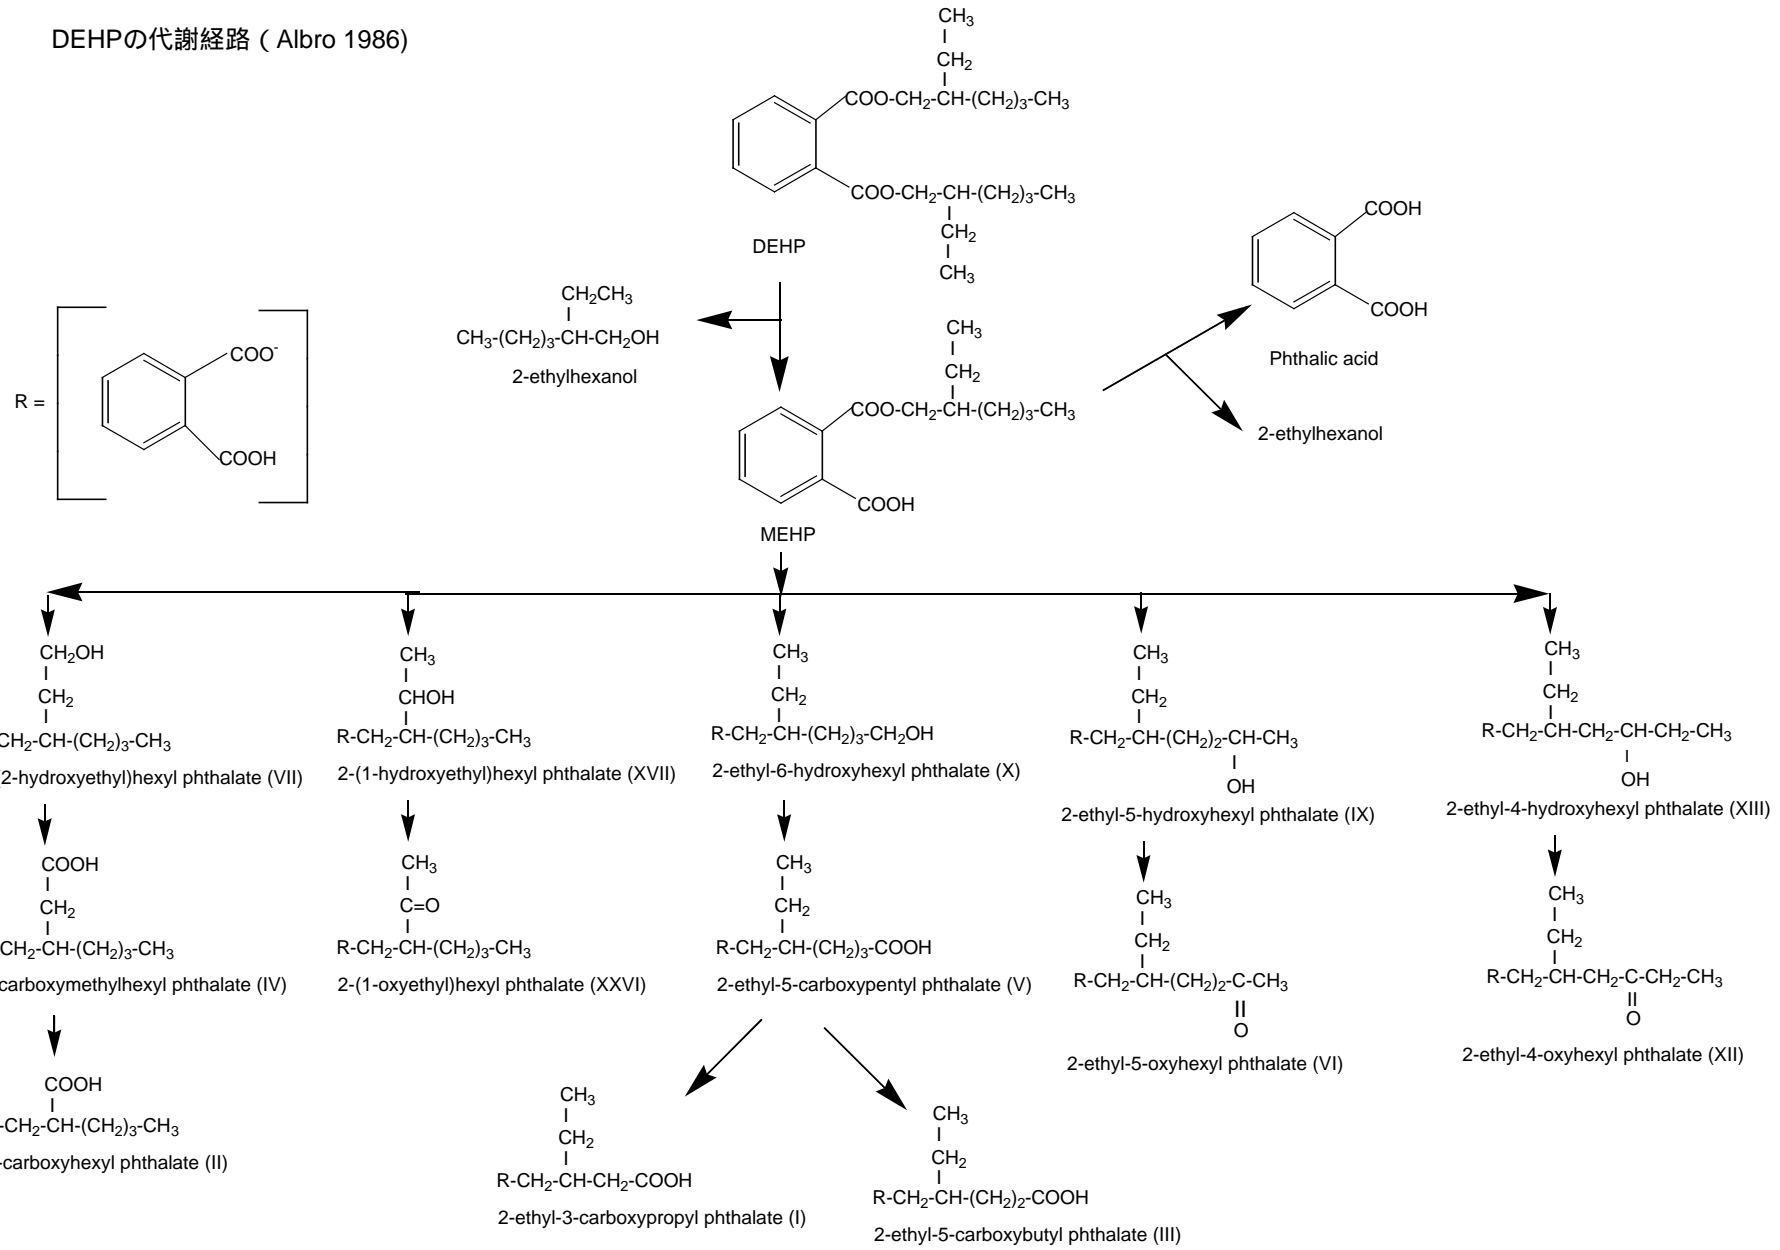 DEHPの代謝経路（Albro 1986)
CH3
CH2
COO-CH2-CH-(CH2)3-CH3
COO-CH2-CH-(CH2)3-CH3
CH2
CH3
DEHP
COOH
COOH
Phthalic acid
CH2CH3
CH3-(CH2)3-CH-CH2OH
2-ethylhexanol
R =
COO-
COOH
CH3
CH2
COO-CH2-CH-(CH2)3-CH3
COOH
MEHP
2-ethylhexanol
CH2OH
CH2
CH2-CH-(CH2)3-CH3
2-hydroxyethyl)hexyl phthalate (VII)
CH3
CHOH
R-CH2-CH-(CH2)3-CH3
2-(1-hydroxyethyl)hexyl phthalate (XVII)
CH3
CH2
R-CH2-CH-(CH2)3-CH2OH
2-ethyl-6-hydroxyhexyl phthalate (X)
CH3
CH2
R-CH2-CH-(CH2)2-CH-CH3
OH
2-ethyl-5-hydroxyhexyl phthalate (IX)
CH3
CH2
R-CH2-CH-CH2-CH-CH2-CH3
OH
2-ethyl-4-hydroxyhexyl phthalate (XIII)
COOH
CH2
CH2-CH-(CH2)3-CH3
carboxymethylhexyl phthalate (IV)
CH3
C=O
R-CH2-CH-(CH2)3-CH3
2-(1-oxyethyl)hexyl phthalate (XXVI)
CH3
CH2
R-CH2-CH-(CH2)3-COOH
2-ethyl-5-carboxypentyl phthalate (V)
CH3
CH2
R-CH2-CH-(CH2)2-C-CH3
O
2-ethyl-5-oxyhexyl phthalate (VI)
CH3
CH2
R-CH2-CH-CH2-C-CH2-CH3
O
2-ethyl-4-oxyhexyl phthalate (XII)
COOH
-CH2-CH-(CH2)3-CH3
-carboxyhexyl phthalate (II)
CH3
CH2
R-CH2-CH-CH2-COOH
2-ethyl-3-carboxypropyl phthalate (I)
CH3
CH2
R-CH2-CH-(CH2)2-COOH
2-ethyl-5-carboxybutyl phthalate (III)